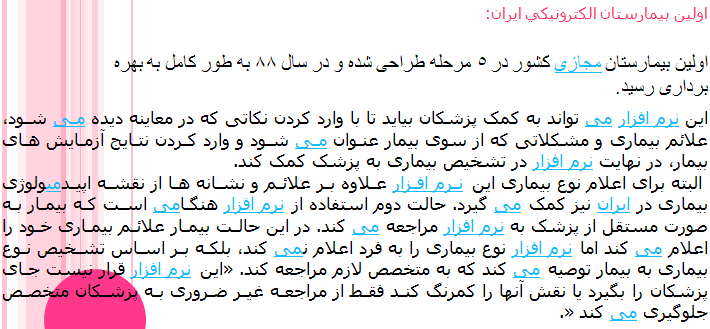 اولين بيمارستان الكترونيكي ايران:
اولین بیمارستان مجازی کشور در ۵ مرحله طراحی شده و در سال ۸۸ به طور کامل به بهره
برداری رسید.
این نرم افزار می تواند به کمک پزشکان بیاید تا با وارد کردن نکاتی که در معاینه دیده می شود،
علائم بیماری و مشکلاتی که از سوی بیمار عنوان می شود و وارد کردن نتایج آزمایش های
بیمار، در نهایت نرم افزار در تشخیص بیماری به پزشک کمک کند.
البته برای اعلام نوع بیماری این نرم افزار علاوه بر علائم و نشانه ها از نقشه اپیدمیولوژی
بیماری در ایران نیز کمک می گیرد. حالت دوم استفاده از نرم افزار هنگامی است که بیمار به
صورت مستقل از پزشک به نرم افزار مراجعه می کند. در این حالت بیمار علائم بیماری خود را
اعلام می کند اما نرم افزار نوع بیماری را به فرد اعلام نمی کند، بلکه بر اساس تشخیص نوع
بیماری به بیمار توصیه می کند که به متخصص لازم مراجعه کند. «این نرم افزار قرار نیست جای
پزشکان را بگیرد یا نقش آنها را کمرنگ کند فقط از مراجعه غیر ضروری به پزشکان متخصص
جلوگیری می کند ».